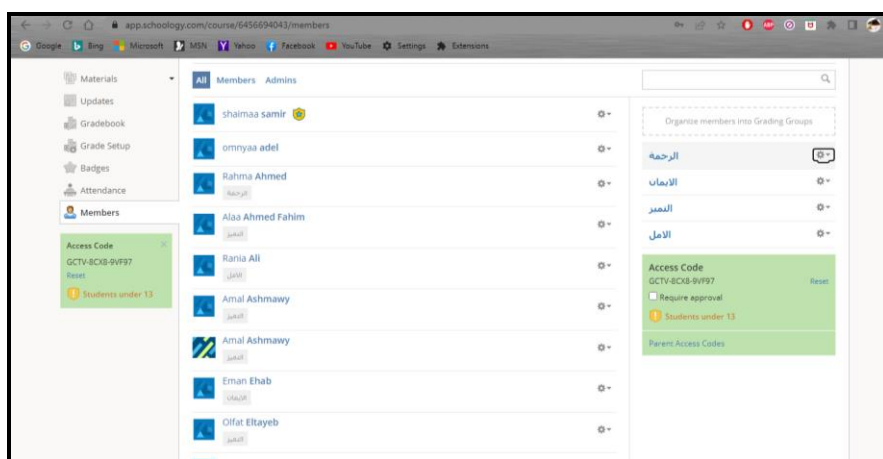 app.schoology.com/course/6456694043/members
Google Bing Microsoft MSN Yahoo Facebook YouTube Settings Extensions
Materials
Updates
Gradebook
Grade Setup
Badges
Attendance
Members
Access Code
GCTV-8CXB-9VF97
Reset
Students under 13
All Members Admins
shaimaa samir
omnyaa adel
Rahma Ahmed
الرحمة
Alaa Ahmed Fahim
التميز
Rania Ali
الأمل
Amal Ashmawy
التميز
Amal Ashmawy
التميز
Eman Ehab
الايمان
Olfat Eltayeb
التميز
Organize members into Grading Groups
الرحمة
الايمان
التميز
الامل
Access Code
GCTV-8CXB-9VF97 Reset
Require approval
Students under 13
Parent Access Codes